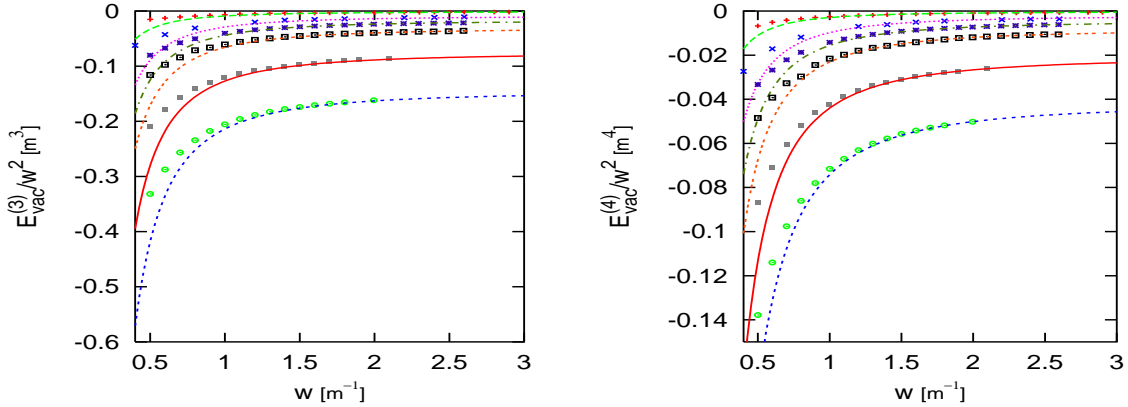 0
-0.1
-0.2
-0.3
-0.4
-0.5
-0.6
0.5 1 1.5 2 2.5 3
w [m⁻¹]
E_vac^(3)/w² [m³]
0
-0.02
-0.04
-0.06
-0.08
-0.1
-0.12
-0.14
0.5 1 1.5 2 2.5 3
w [m⁻¹]
E_vac^(4)/w² [m⁴]